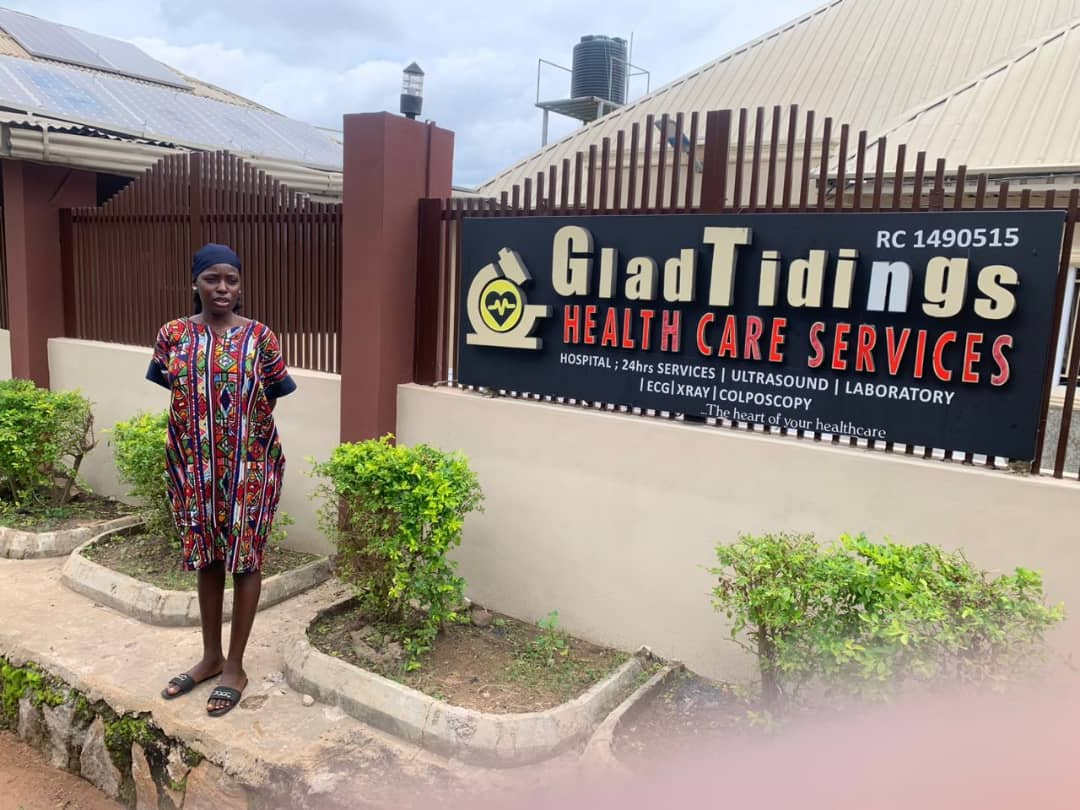 RC 1490515
GladTidings
HEALTH CARE SERVICES
HOSPITAL ; 24hrs SERVICES | ULTRASOUND | LABORATORY
| ECG | XRAY | COLPOSCOPY
..The heart of your healthcare